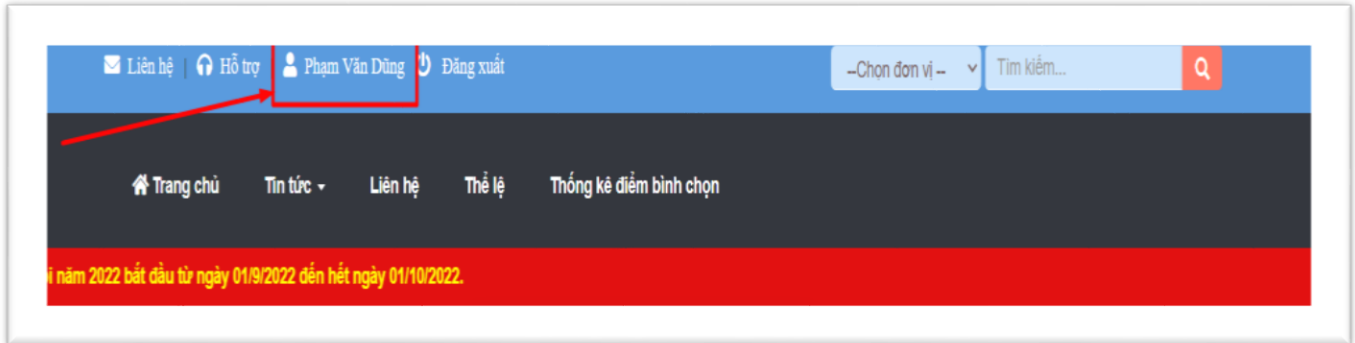 Liên hệ | Hỗ trợ Phạm Văn Dũng Đăng xuất --Chọn đơn vị -- Tìm kiếm...
Trang chủ Tin tức Liên hệ Thể lệ Thống kê điểm bình chọn
năm 2022 bắt đầu từ ngày 01/9/2022 đến hết ngày 01/10/2022.